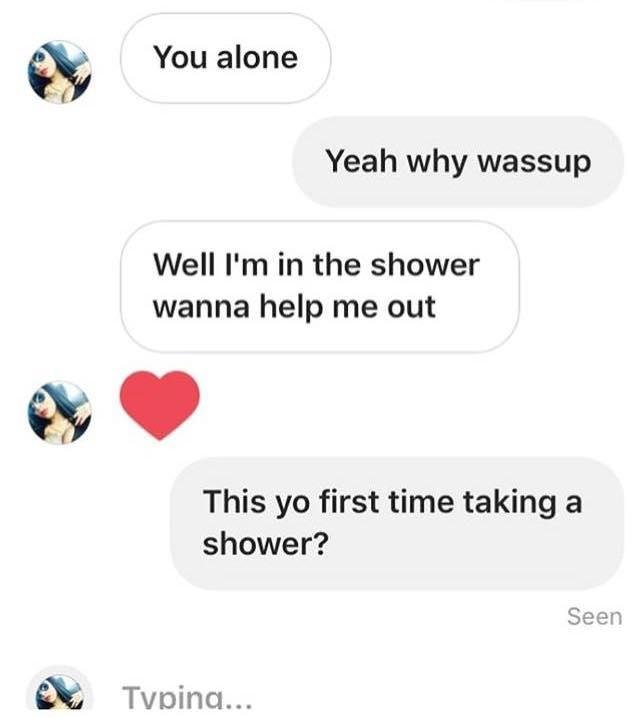 You alone
Yeah why wassup
Well I'm in the shower
wanna help me out
This yo first time taking a
shower?
Seen
Typing...